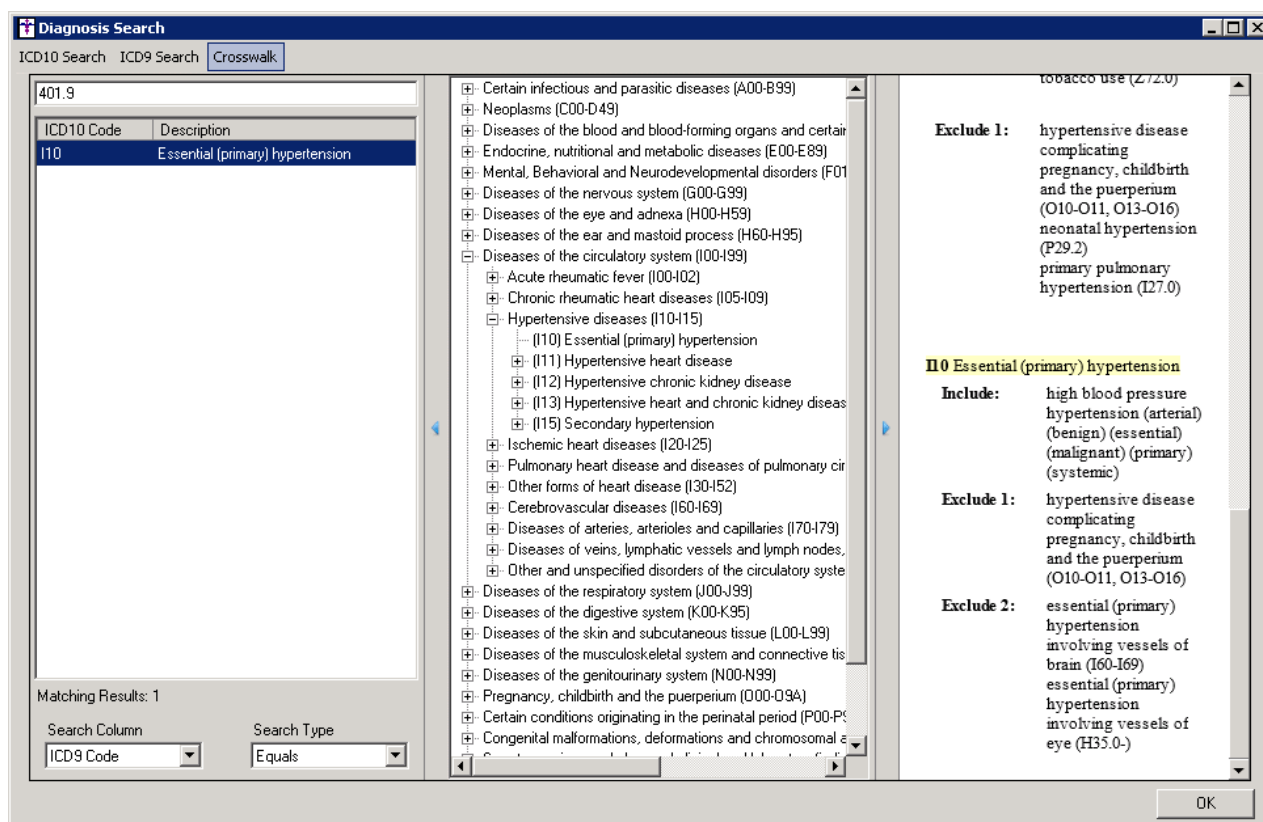 Diagnosis Search
ICD10 Search ICD9 Search Crosswalk
401.9
ICD10 Code Description
I10 Essential (primary) hypertension
Matching Results: 1
Search Column Search Type
ICD9 Code Equals
Certain infectious and parasitic diseases (A00-B99)
Neoplasms (C00-D49)
Diseases of the blood and blood-forming organs and certair
Endocrine, nutritional and metabolic diseases (E00-E89)
Mental, Behavioral and Neurodevelopmental disorders (F01
Diseases of the nervous system (G00-G99)
Diseases of the eye and adnexa (H00-H59)
Diseases of the ear and mastoid process (H60-H95)
Diseases of the circulatory system (I00-I99)
Acute rheumatic fever (I00-I02)
Chronic rheumatic heart diseases (I05-I09)
Hypertensive diseases (I10-I15)
(I10) Essential (primary) hypertension
(I11) Hypertensive heart disease
(I12) Hypertensive chronic kidney disease
(I13) Hypertensive heart and chronic kidney diseas
(I15) Secondary hypertension
Ischemic heart diseases (I20-I25)
Pulmonary heart disease and diseases of pulmonary cir
Other forms of heart disease (I30-I52)
Cerebrovascular diseases (I60-I69)
Diseases of arteries, arterioles and capillaries (I70-I79)
Diseases of veins, lymphatic vessels and lymph nodes,
Other and unspecified disorders of the circulatory syste
Diseases of the respiratory system (J00-J99)
Diseases of the digestive system (K00-K95)
Diseases of the skin and subcutaneous tissue (L00-L99)
Diseases of the musculoskeletal system and connective tis
Diseases of the genitourinary system (N00-N99)
Pregnancy, childbirth and the puerperium (O00-O9A)
Certain conditions originating in the perinatal period (P00-P9
Congenital malformations, deformations and chromosomal a
tobacco use (Z72.0)
Exclude 1: hypertensive disease
complicating
pregnancy, childbirth
and the puerperium
(O10-O11, O13-O16)
neonatal hypertension
(P29.2)
primary pulmonary
hypertension (I27.0)
I10 Essential (primary) hypertension
Include: high blood pressure
hypertension (arterial)
(benign) (essential)
(malignant) (primary)
(systemic)
Exclude 1: hypertensive disease
complicating
pregnancy, childbirth
and the puerperium
(O10-O11, O13-O16)
Exclude 2: essential (primary)
hypertension
involving vessels of
brain (I60-I69)
essential (primary)
hypertension
involving vessels of
eye (H35.0-)
OK